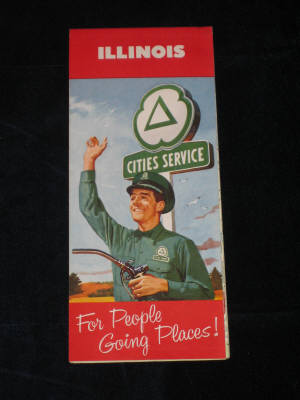 ILLINOIS
CITIES SERVICE
For People
Going Places!